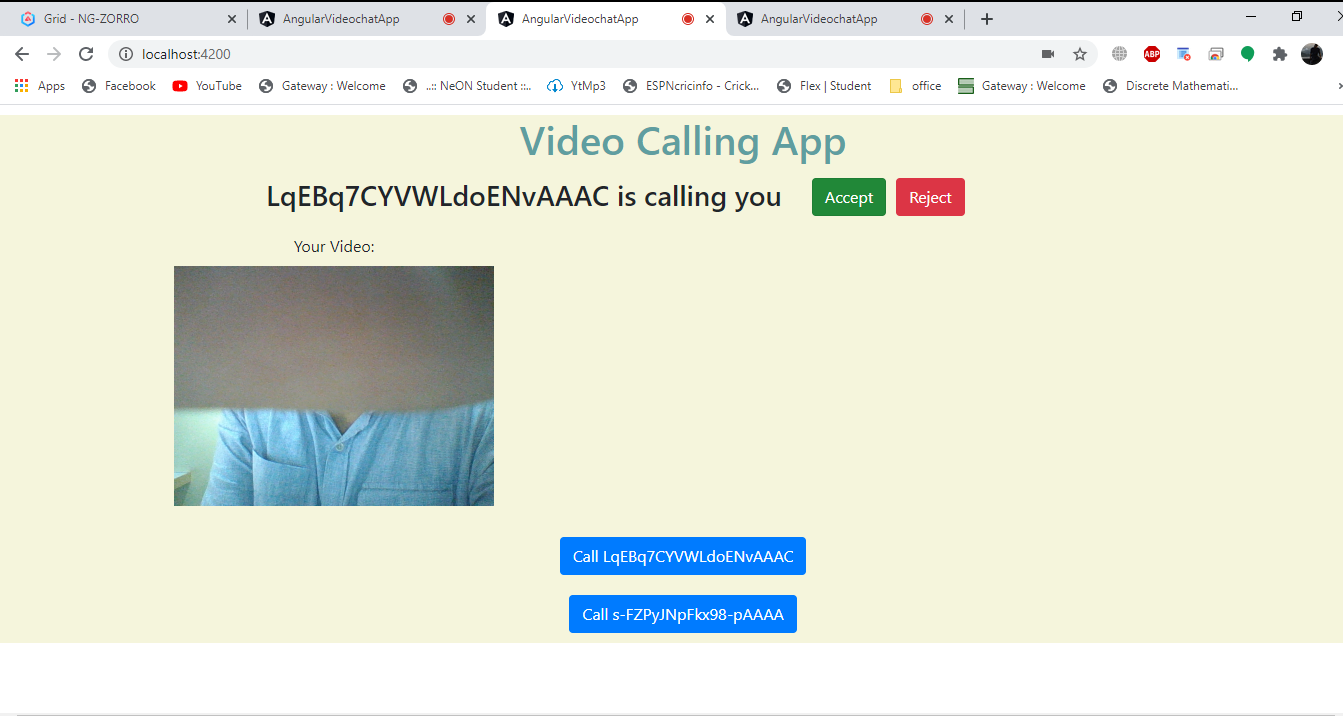 Grid - NG-ZORRO AngularVideochatApp AngularVideochatApp AngularVideochatApp
localhost:4200 ABP
Apps Facebook YouTube Gateway : Welcome ..:: NeON Student ::.. YtMp3 ESPNcricinfo - Crick... Flex | Student office Gateway : Welcome Discrete Mathemati...
Video Calling App
LqEBq7CYVWLdoENvAAAC is calling you Accept Reject
Your Video:
Call LqEBq7CYVWLdoENvAAAC
Call s-FZPyJNpFkx98-pAAAA